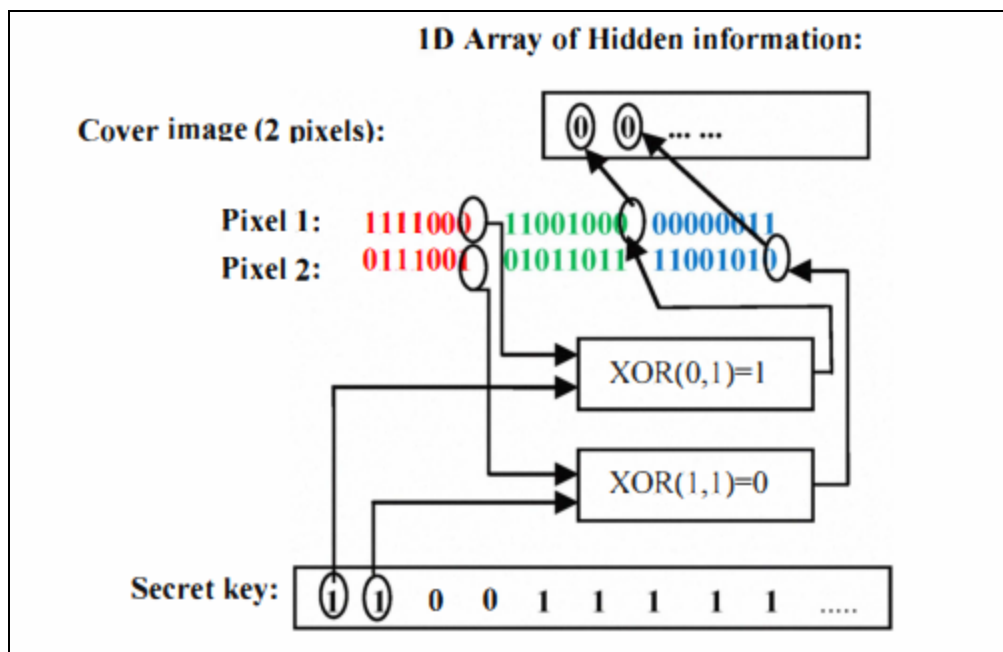 1D Array of Hidden information:
0 0 ... ...
Cover image (2 pixels):
Pixel 1: 1111000 11001000 00000011
Pixel 2: 0111001 01011011 11001010
XOR(0,1)=1
XOR(1,1)=0
Secret key: 1 1 0 0 1 1 1 1 1 .....